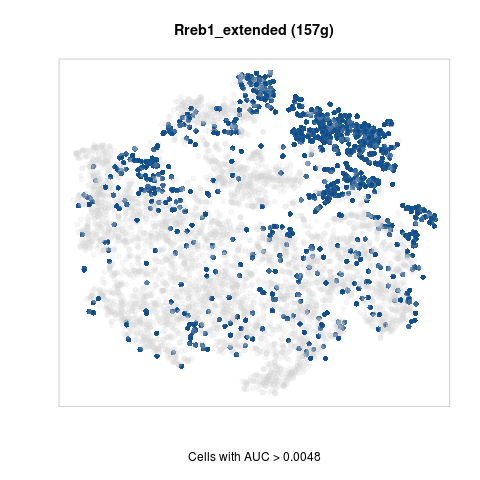 Rreb1_extended (157g)
Cells with AUC > 0.0048